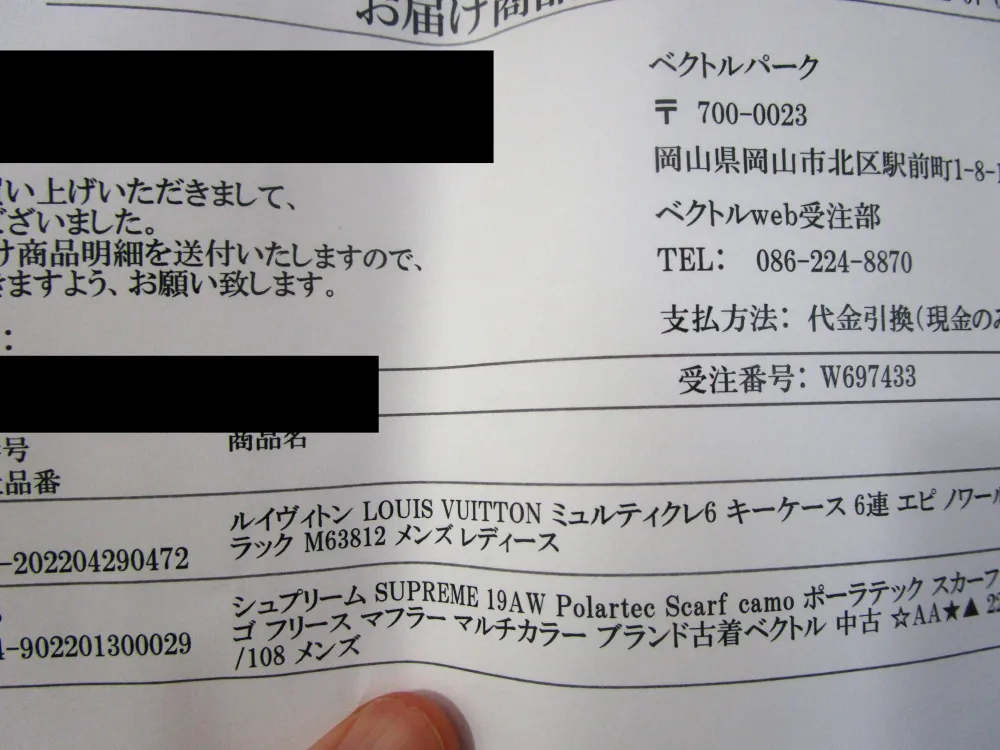 お届け商品
ベクトルパーク
〒 700-0023
岡山県岡山市北区駅前町1-8-1
ベクトルweb受注部
TEL: 086-224-8870
支払方法: 代金引換(現金のみ
受注番号: W697433
い上げいただきまして、
ございました。
け商品明細を送付いたしますので、
きますよう、お願い致します。
:
号
商品名
品番
-202204290472
ルイヴィトン LOUIS VUITTON ミュルティクレ6 キーケース 6連 エピ ノワール
ラック M63812 メンズ レディース
-902201300029
シュプリーム SUPREME 19AW Polartec Scarf camo ポーラテック スカーフ
ゴ フリース マフラー マルチカラー ブランド古着ベクトル 中古 ☆AA★▲ 2
/108 メンズ